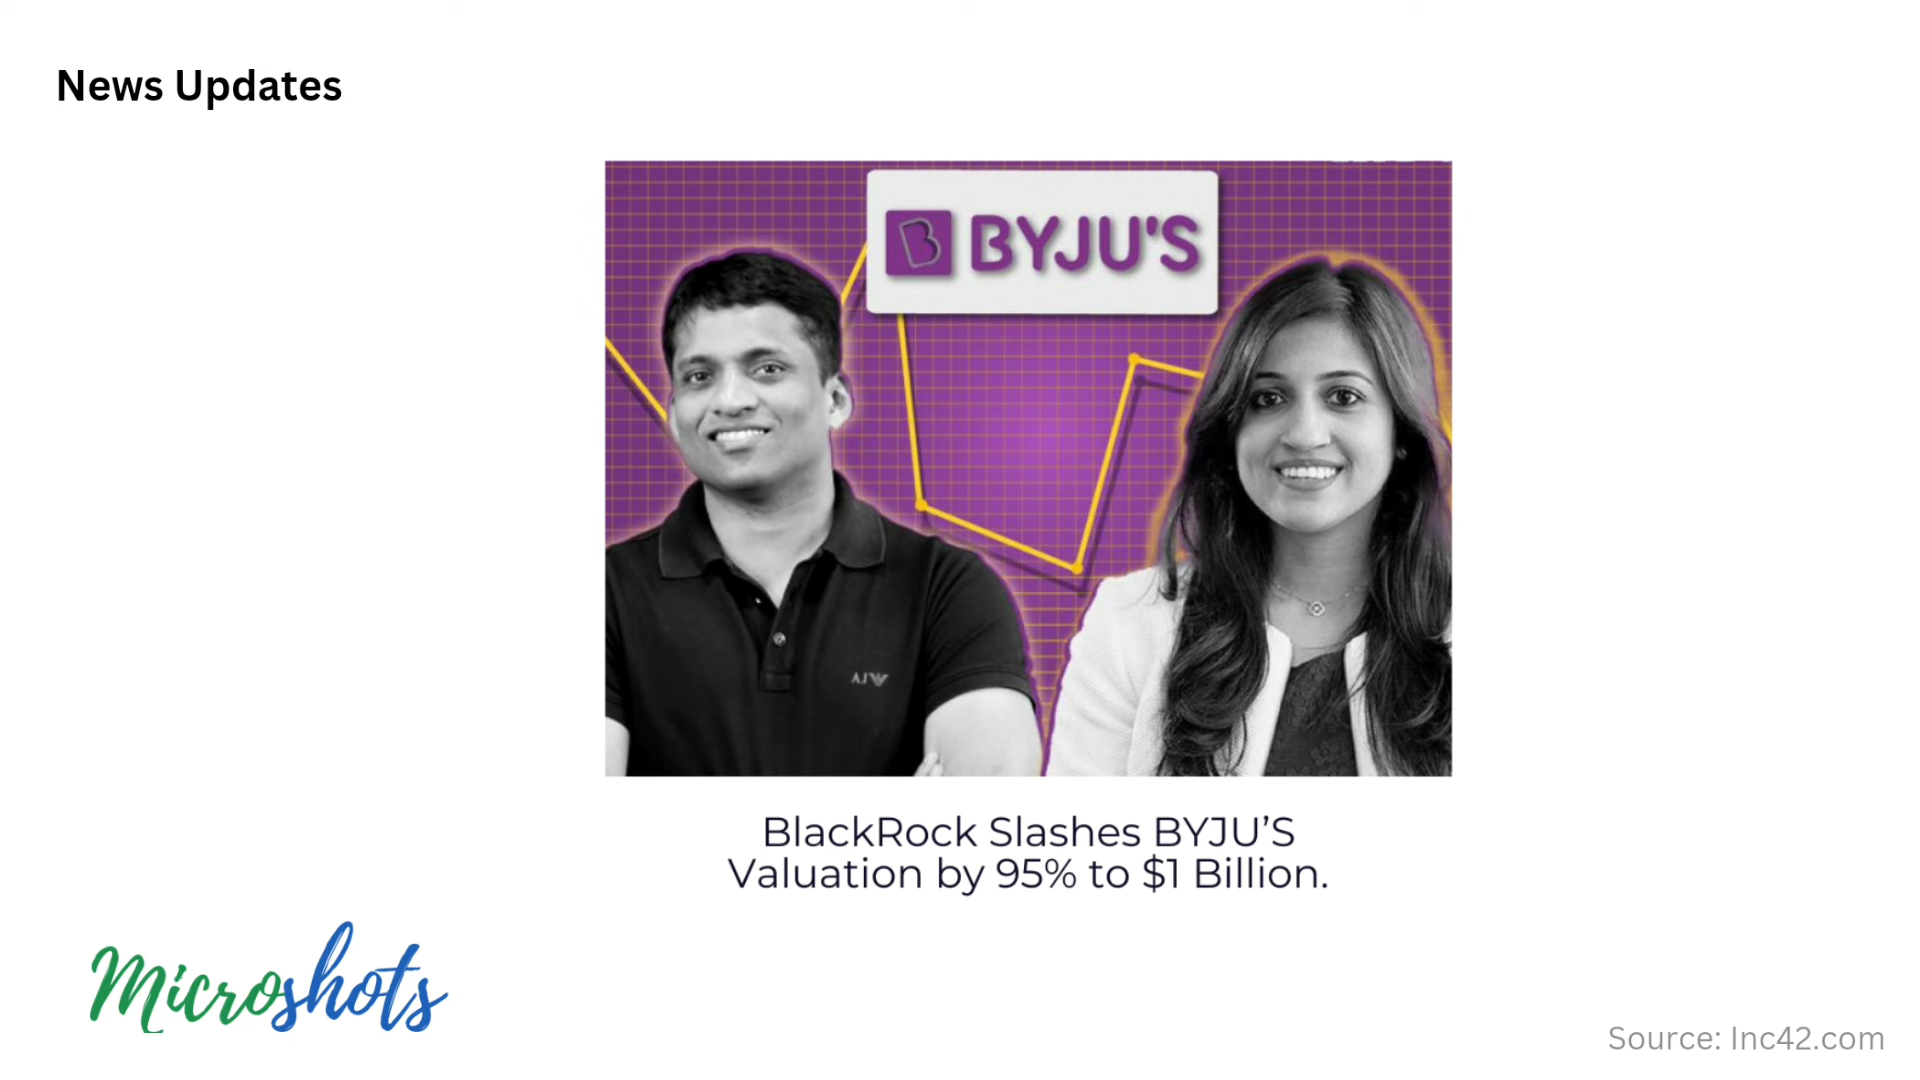 News Updates
B BYJU'S
AJ
BlackRock Slashes BYJU’S
Valuation by 95% to $1 Billion.
Microshots
Source: Inc42.com